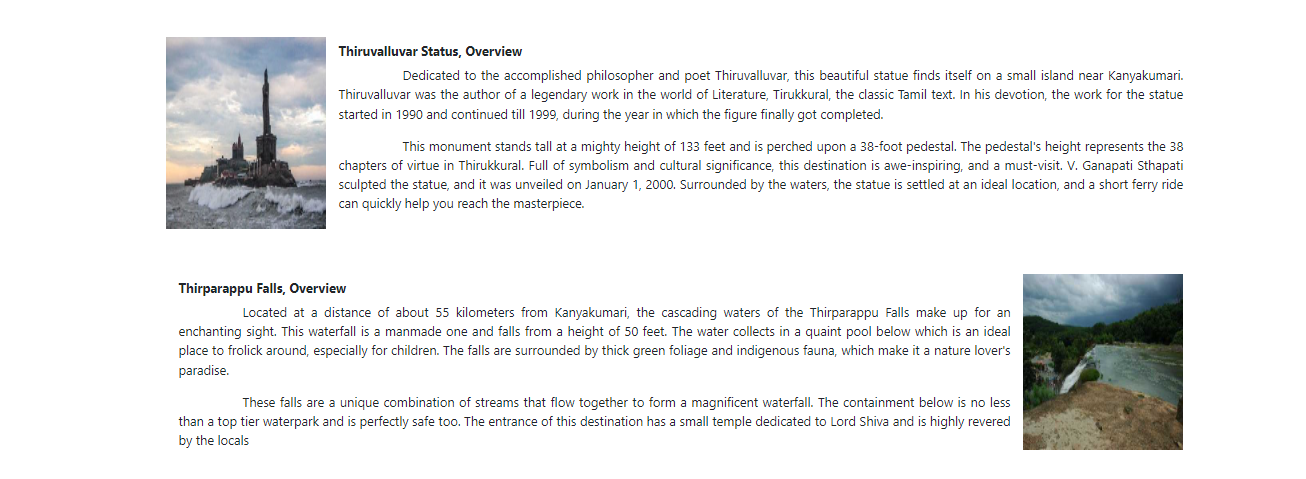 Thiruvalluvar Status, Overview
Dedicated to the accomplished philosopher and poet Thiruvalluvar, this beautiful statue finds itself on a small island near Kanyakumari.
Thiruvalluvar was the author of a legendary work in the world of Literature, Tirukkural, the classic Tamil text. In his devotion, the work for the statue
started in 1990 and continued till 1999, during the year in which the figure finally got completed.
This monument stands tall at a mighty height of 133 feet and is perched upon a 38-foot pedestal. The pedestal's height represents the 38
chapters of virtue in Thirukkural. Full of symbolism and cultural significance, this destination is awe-inspiring, and a must-visit. V. Ganapati Sthapati
sculpted the statue, and it was unveiled on January 1, 2000. Surrounded by the waters, the statue is settled at an ideal location, and a short ferry ride
can quickly help you reach the masterpiece.
Thirparappu Falls, Overview
Located at a distance of about 55 kilometers from Kanyakumari, the cascading waters of the Thirparappu Falls make up for an
enchanting sight. This waterfall is a manmade one and falls from a height of 50 feet. The water collects in a quaint pool below which is an ideal
place to frolick around, especially for children. The falls are surrounded by thick green foliage and indigenous fauna, which make it a nature lover's
paradise.
These falls are a unique combination of streams that flow together to form a magnificent waterfall. The containment below is no less
than a top tier waterpark and is perfectly safe too. The entrance of this destination has a small temple dedicated to Lord Shiva and is highly revered
by the locals